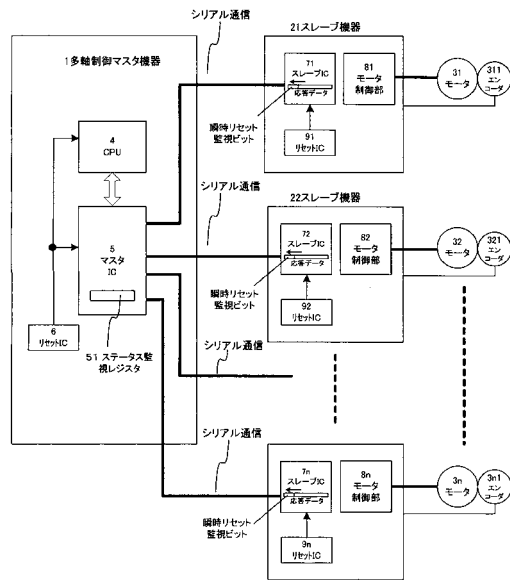 シリアル通信
1多軸制御マスタ機器
4
CPU
5
マスタ
IC
51 ステータス監
視レジスタ
6
リセットIC
21スレーブ機器
71
スレーブIC
応答データ
81
モータ
制御部
瞬時リセット
監視ビット
91
リセットIC
31
モータ
311
エン
コーダ
シリアル通信
22スレーブ機器
72
スレーブIC
応答データ
82
モータ
制御部
瞬時リセット
監視ビット
92
リセットIC
32
モータ
321
エン
コーダ
シリアル通信
シリアル通信
7n
スレーブIC
応答データ
8n
モータ
制御部
瞬時リセット
監視ビット
9n
リセットIC
3n
モータ
3n1
エン
コーダ